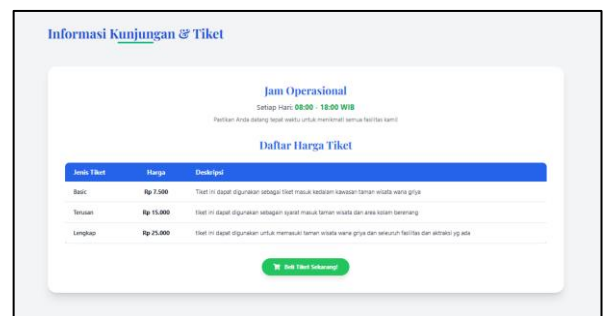 Informasi Kunjungan & Tiket
Jam Operasional
Setiap Hari: 08:00 - 18:00 WIB
Pastikan Anda datang tepat waktu untuk menikmati semua fasilitas kami!
Daftar Harga Tiket
Jenis Tiket Harga Deskripsi
Basic Rp 7.500 Tiket ini dapat digunakan sebagai tiket masuk kedalam kawasan taman wisata wana griya
Terusan Rp 15.000 tiket ini dapat digunakan sebagain syarat masuk taman wisata dan area kolam berenang
Lengkap Rp 25.000 tiket ini dapat digunakan untuk memasuki taman wisata wana griya dan seleuruh fasilitas dan aktraksi yg ada
Beli Tiket Sekarang!